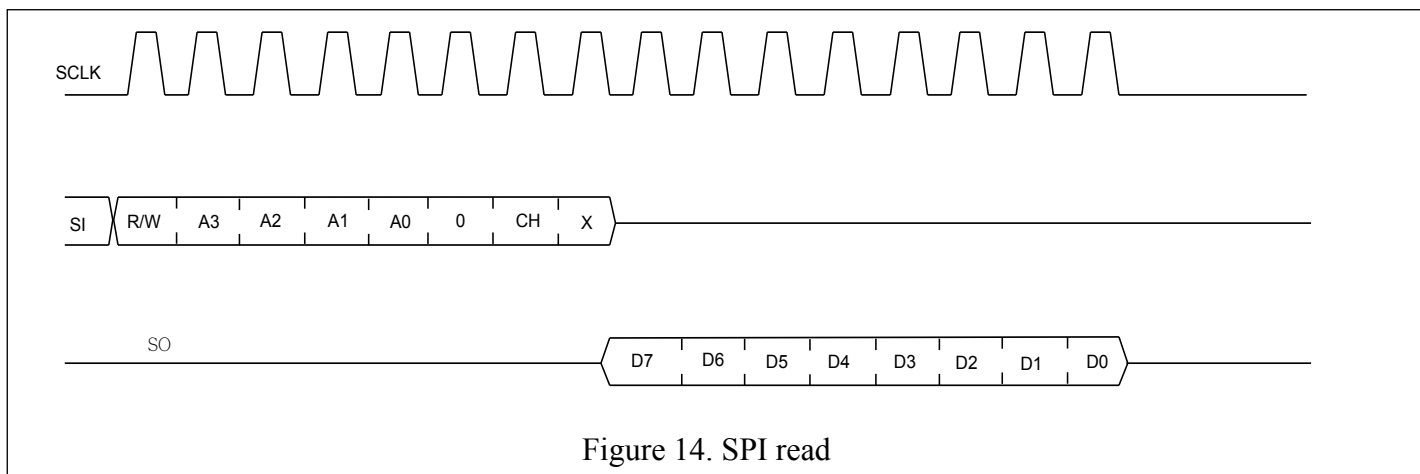 SCLK
SI R/W A3 A2 A1 A0 0 CH X
SO
D7 D6 D5 D4 D3 D2 D1 D0
Figure 14. SPI read